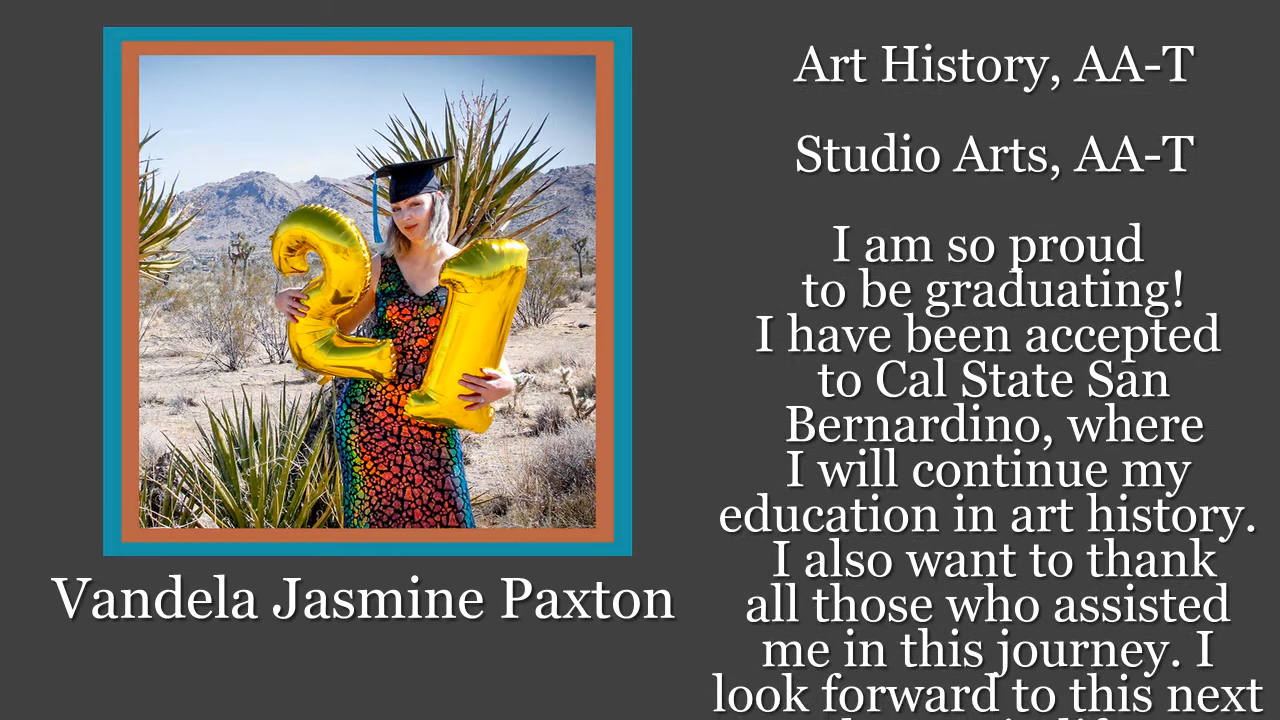 Art History, AA-T
Studio Arts, AA-T
I am so proud
to be graduating!
I have been accepted
to Cal State San
Bernardino, where
I will continue my
education in art history.
I also want to thank
all those who assisted
me in this journey. I
look forward to this next
Vandela Jasmine Paxton
21